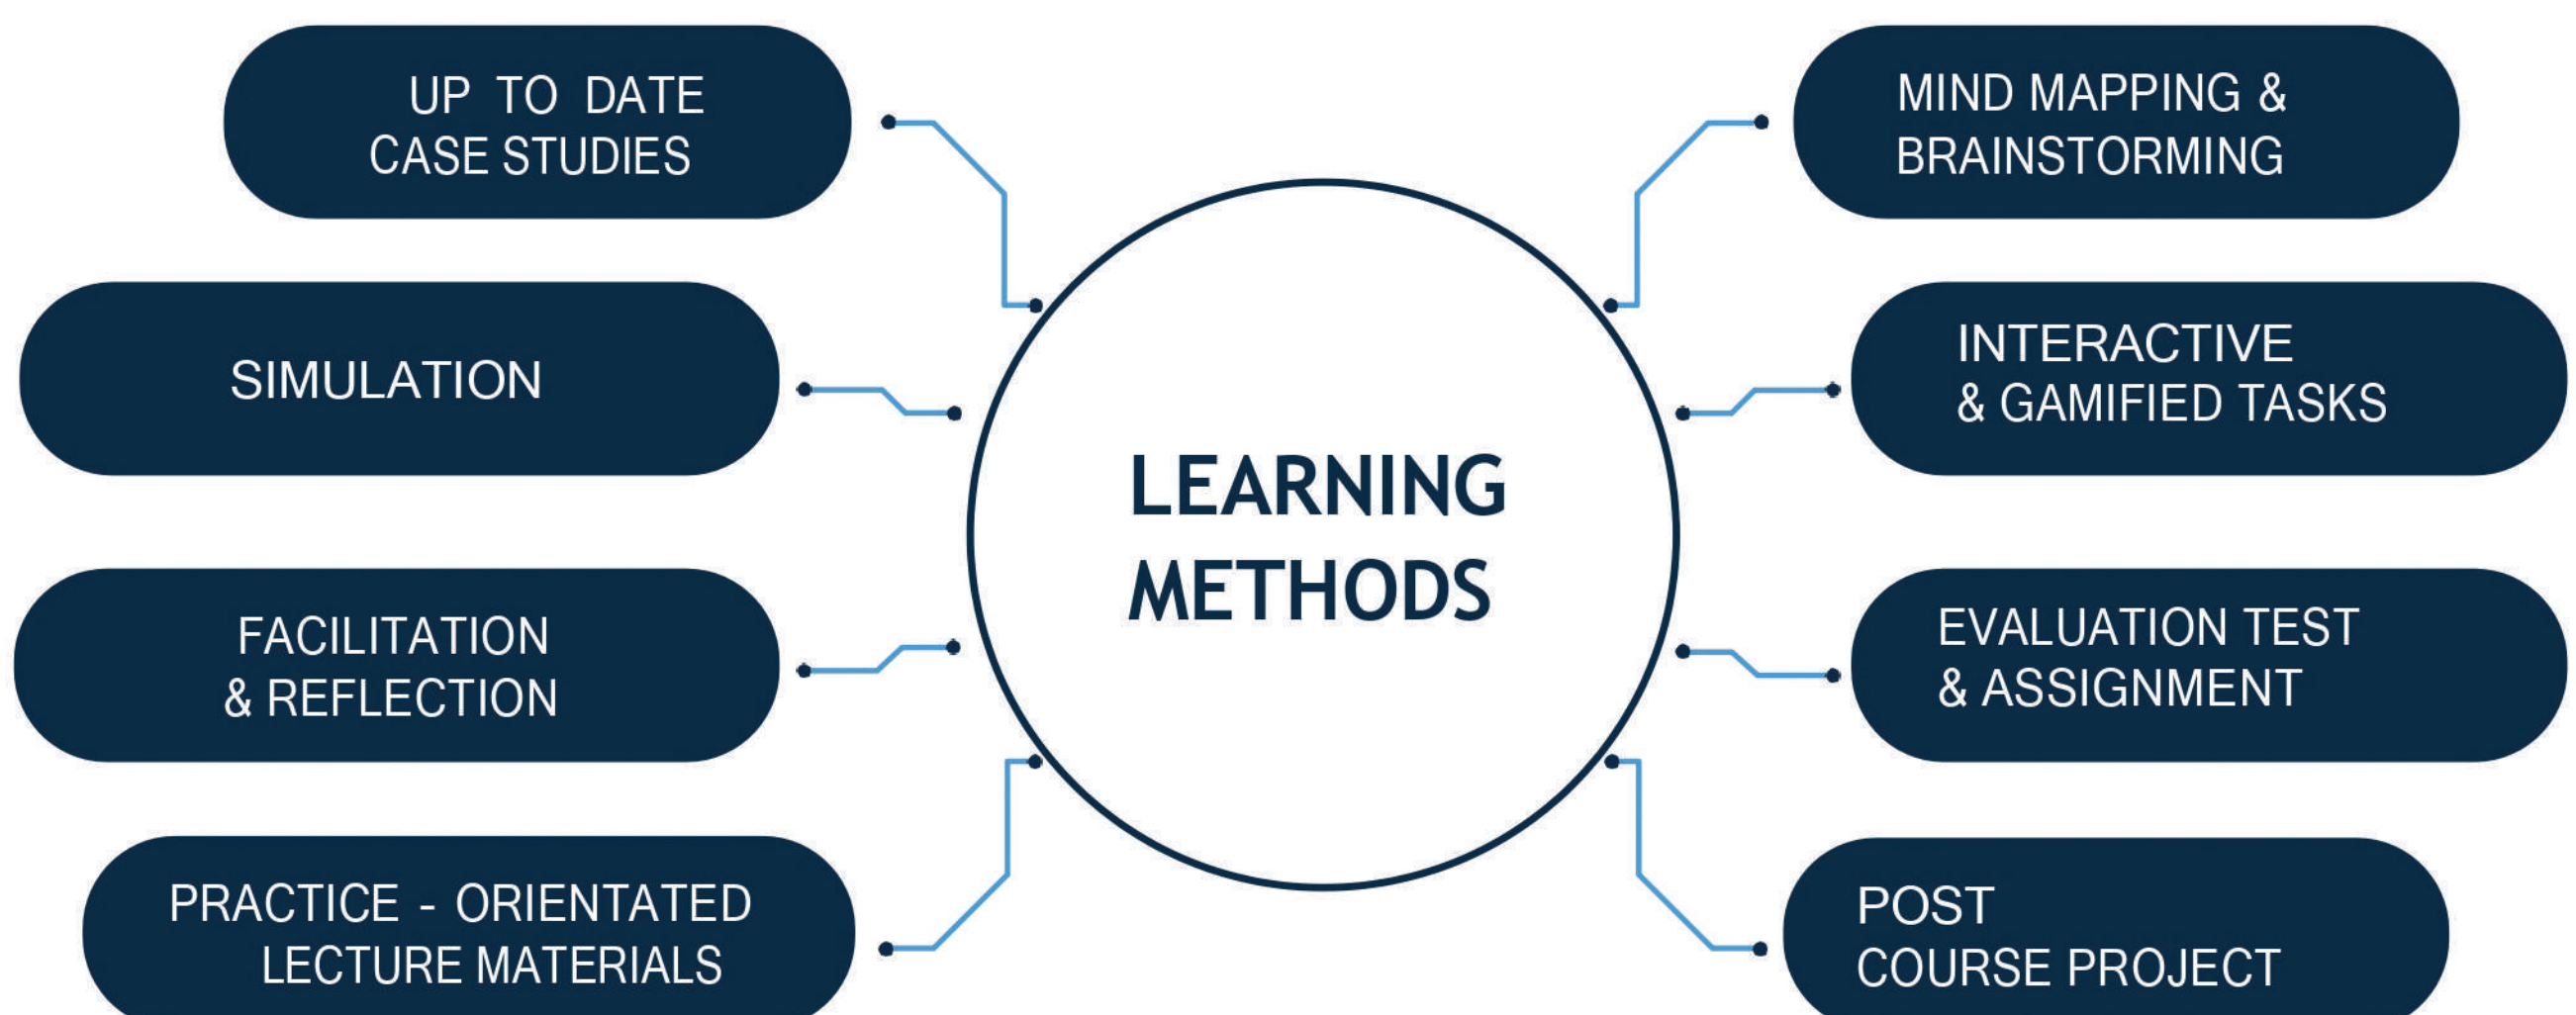 UP TO DATE
CASE STUDIES
SIMULATION
FACILITATION
& REFLECTION
PRACTICE - ORIENTATED
LECTURE MATERIALS
LEARNING
METHODS
MIND MAPPING &
BRAINSTORMING
INTERACTIVE
& GAMIFIED TASKS
EVALUATION TEST
& ASSIGNMENT
POST
COURSE PROJECT